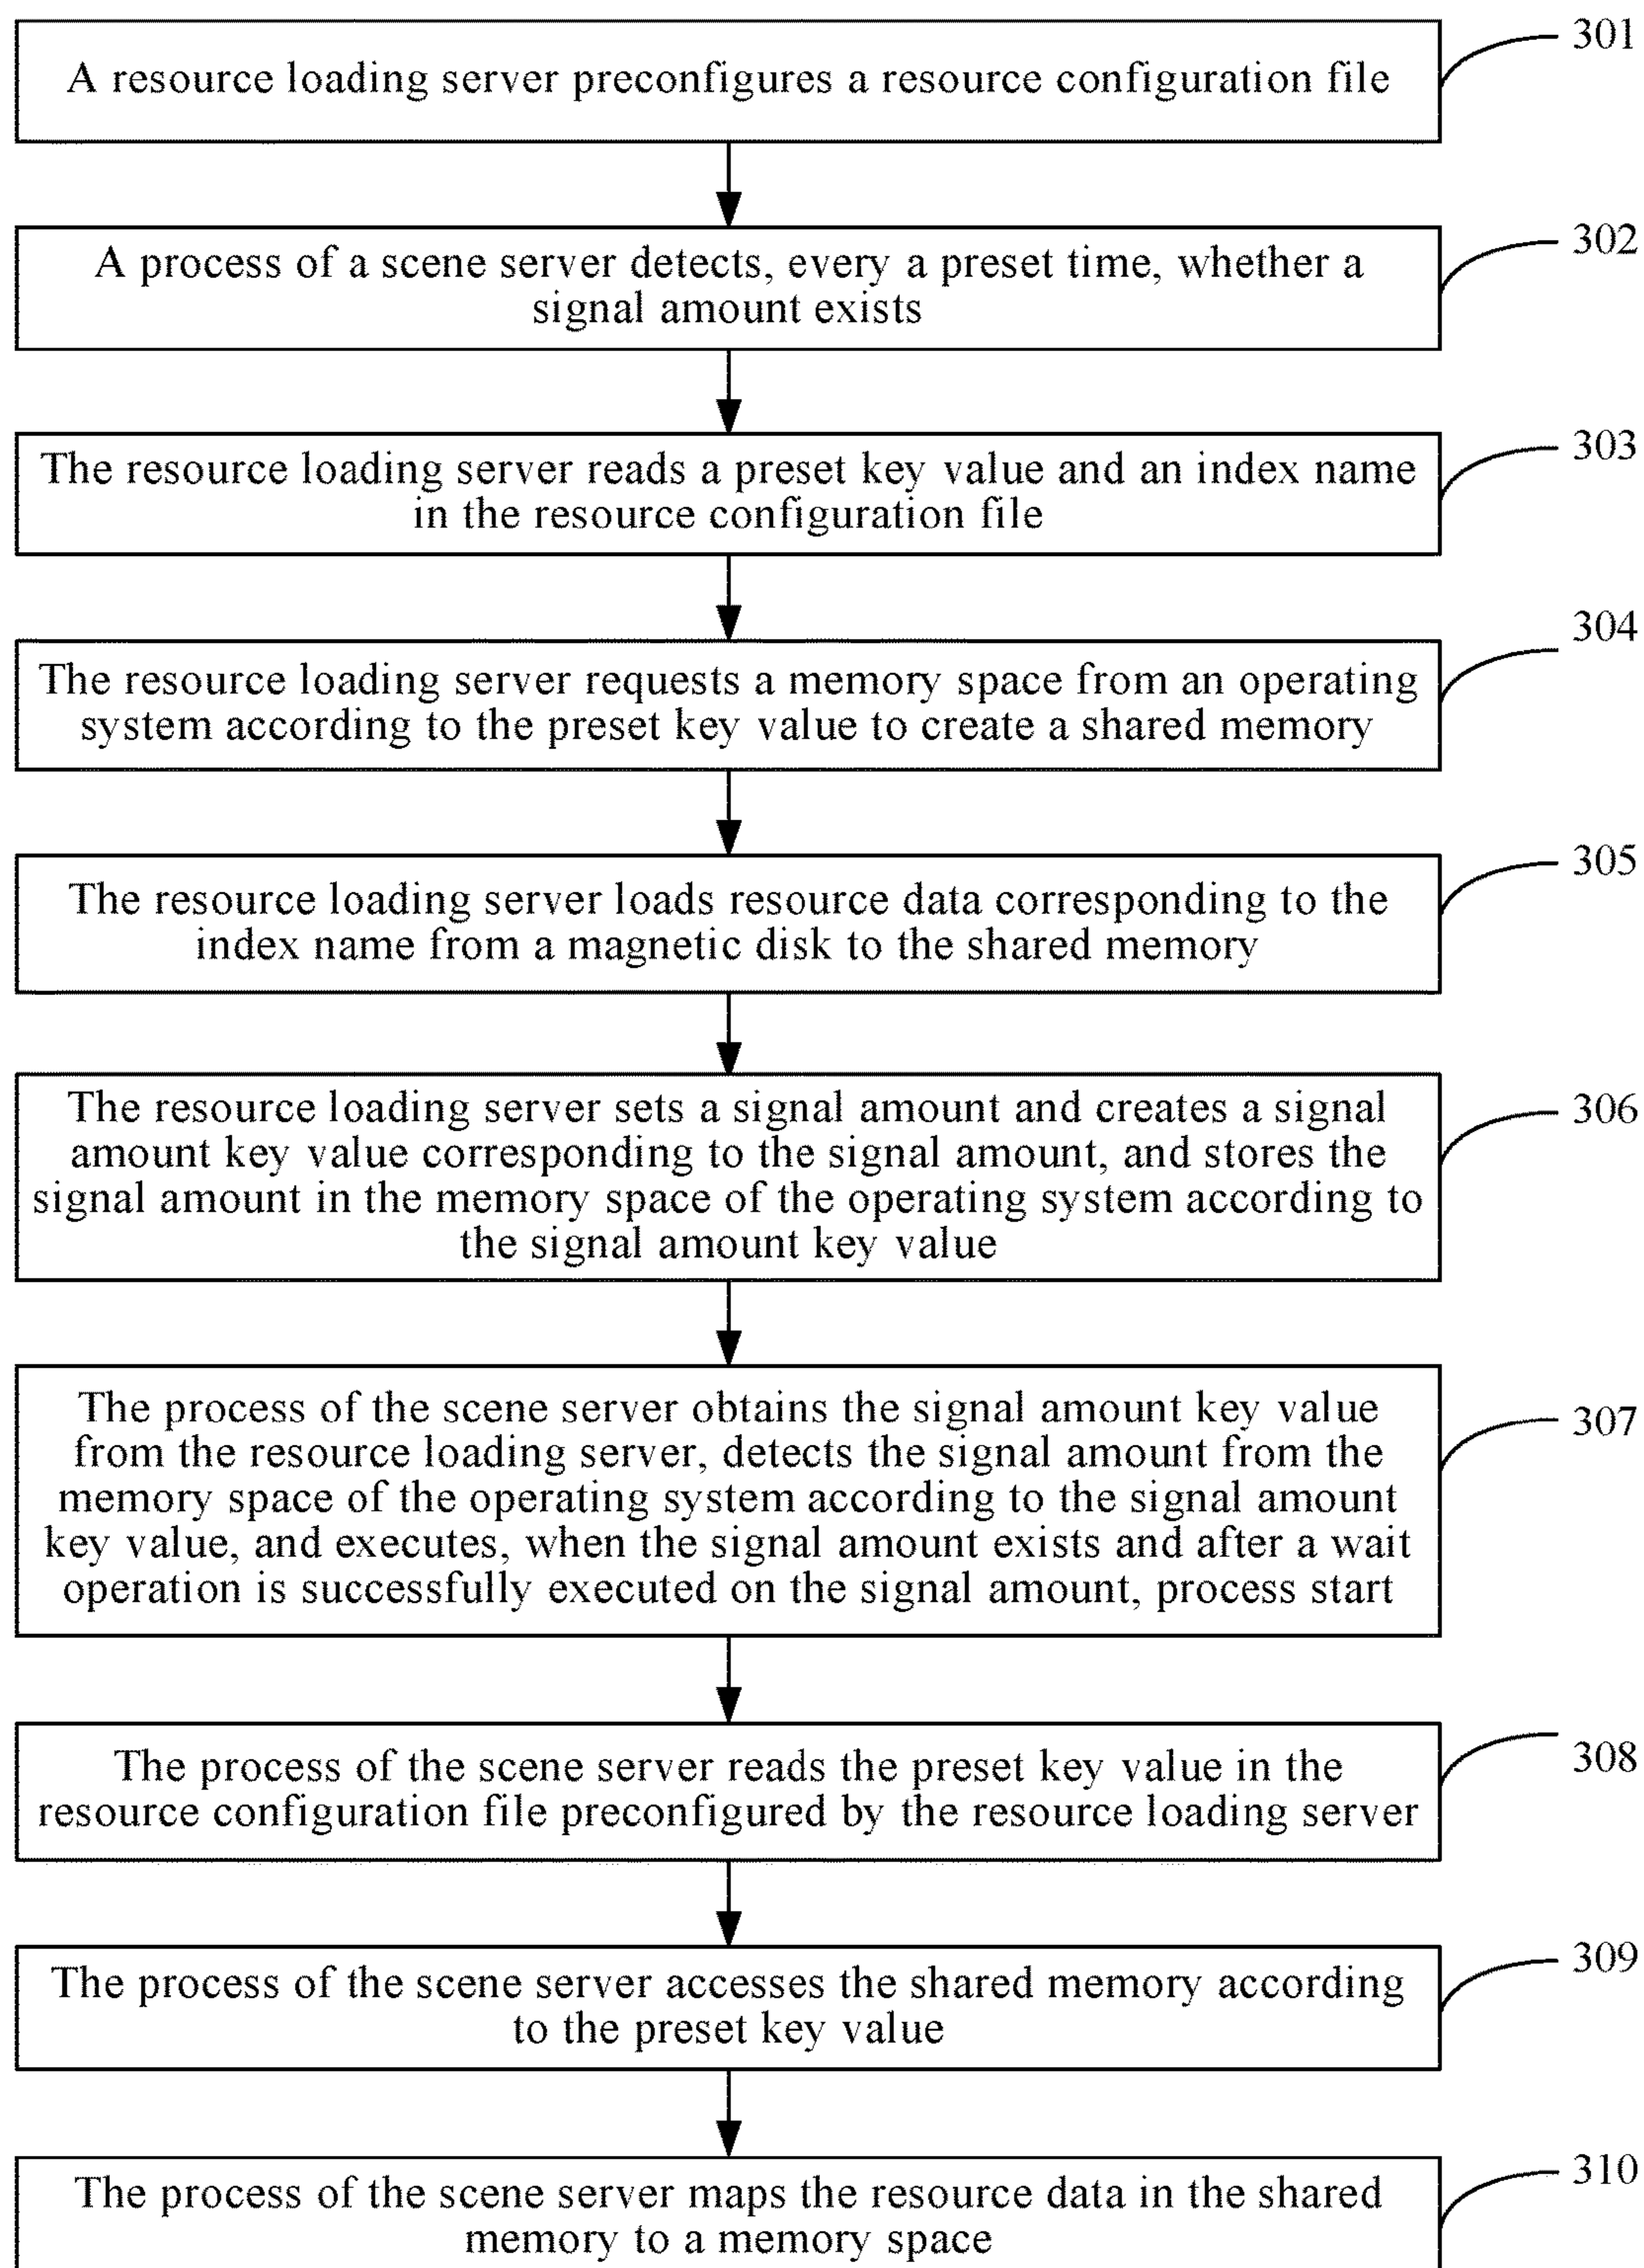 A resource loading server preconfigures a resource configuration file
301
A process of a scene server detects, every a preset time, whether a
signal amount exists
302
The resource loading server reads a preset key value and an index name
in the resource configuration file
303
The resource loading server requests a memory space from an operating
system according to the preset key value to create a shared memory
304
The resource loading server loads resource data corresponding to the
index name from a magnetic disk to the shared memory
305
The resource loading server sets a signal amount and creates a signal
amount key value corresponding to the signal amount, and stores the
signal amount in the memory space of the operating system according to
the signal amount key value
306
The process of the scene server obtains the signal amount key value
from the resource loading server, detects the signal amount from the
memory space of the operating system according to the signal amount
key value, and executes, when the signal amount exists and after a wait
operation is successfully executed on the signal amount, process start
307
The process of the scene server reads the preset key value in the
resource configuration file preconfigured by the resource loading server
308
The process of the scene server accesses the shared memory according
to the preset key value
309
The process of the scene server maps the resource data in the shared
memory to a memory space
310